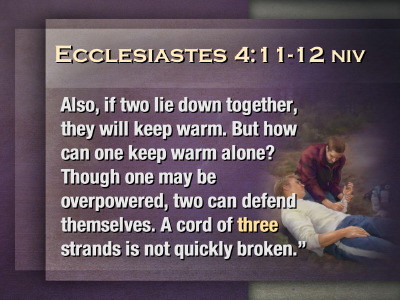 Ecclesiastes 4:11-12 NIV
Also, if two lie down together,
they will keep warm. But how
can one keep warm alone?
Though one may be
overpowered, two can defend
themselves. A cord of three
strands is not quickly broken.”